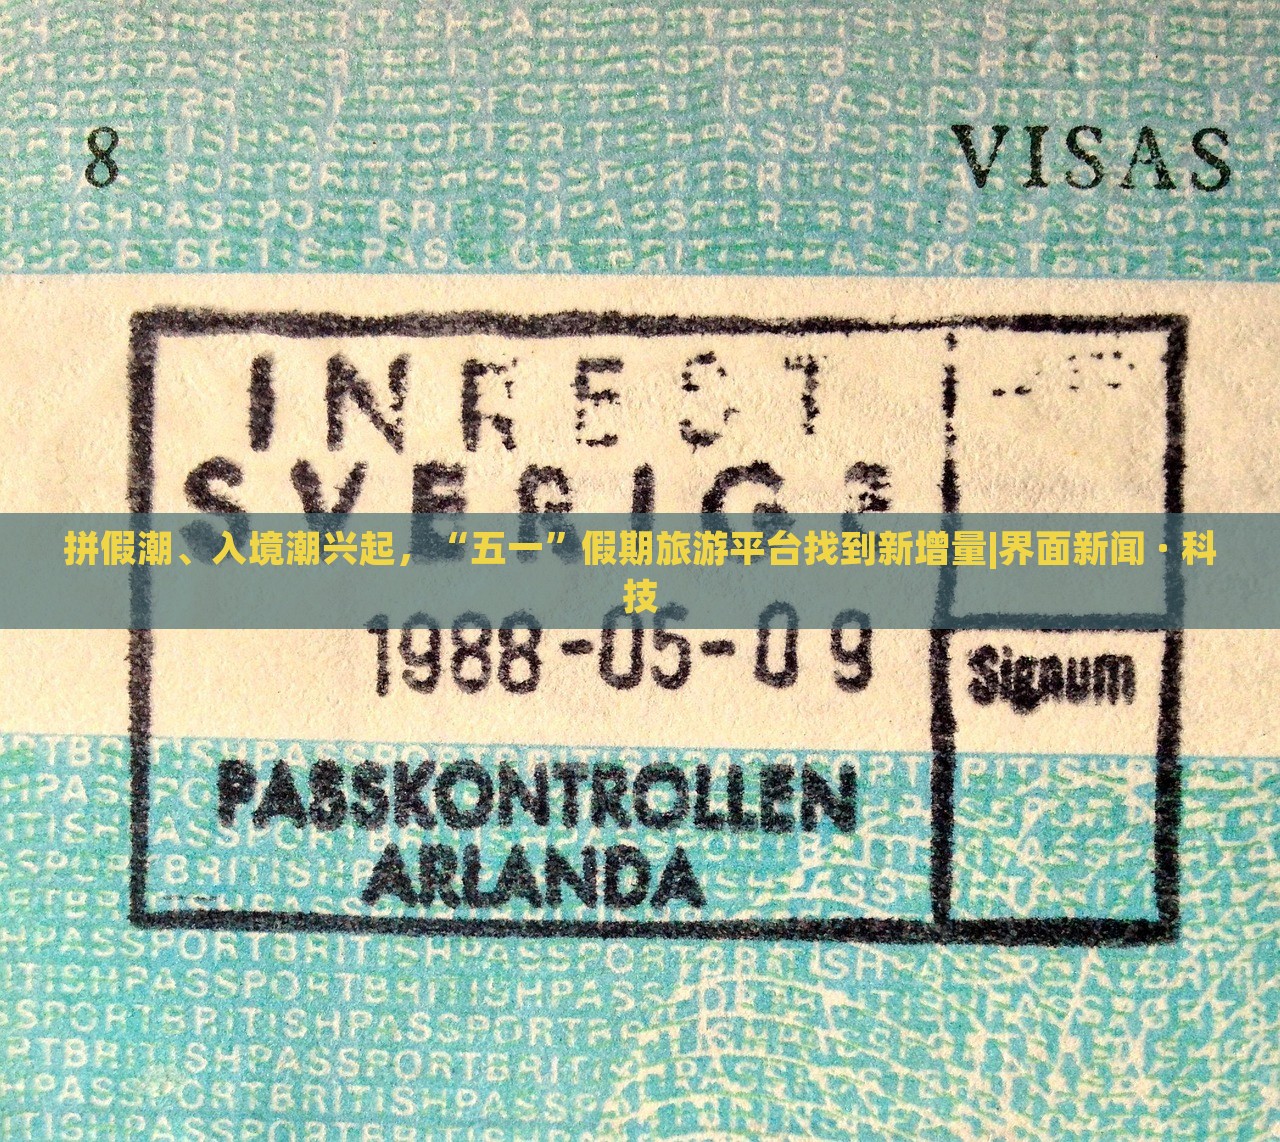 8 VISAS
INREST
SVERIGE
拼假潮、入境潮兴起，“五一”假期旅游平台找到新增量|界面新闻 · 科
技
1988-05-09
Signum
PASSKONTROLLEN
ARLANDA